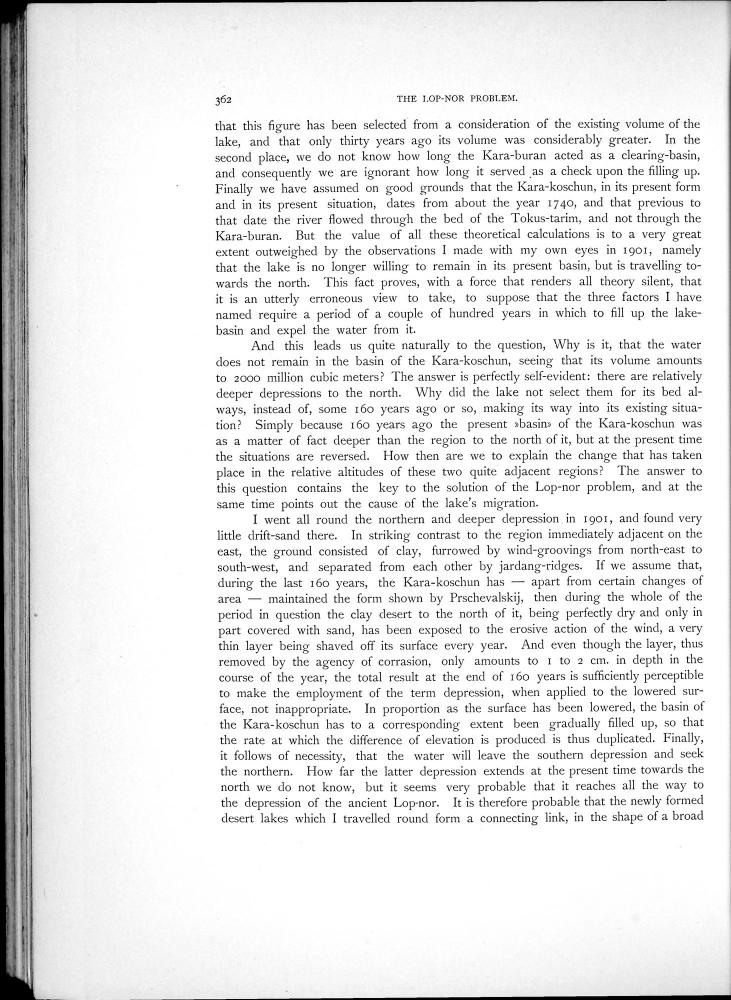 362
THE LOP-NOR PROBLEM.
that this figure has been selected from a consideration of the existing volume of the
lake, and that only thirty years ago its volume was considerably greater. In the
second place, we do not know how long the Kara-buran acted as a clearing-basin,
and consequently we are ignorant how long it served as a check upon the filling up.
Finally we have assumed on good grounds that the Kara-koschun, in its present form
and in its present situation, dates from about the year 1740, and that previous to
that date the river flowed through the bed of the Tokus-tarim, and not through the
Kara-buran. But the value of all these theoretical calculations is to a very great
extent outweighed by the observations I made with my own eyes in 1901, namely
that the lake is no longer willing to remain in its present basin, but is travelling to-
wards the north. This fact proves, with a force that renders all theory silent, that
it is an utterly erroneous view to take, to suppose that the three factors I have
named require a period of a couple of hundred years in which to fill up the lake-
basin and expel the water from it.
And this leads us quite naturally to the question, Why is it, that the water
does not remain in the basin of the Kara-koschun, seeing that its volume amounts
to 2000 million cubic meters? The answer is perfectly self-evident: there are relatively
deeper depressions to the north. Why did the lake not select them for its bed al-
ways, instead of, some 160 years ago or so, making its way into its existing situa-
tion? Simply because 160 years ago the present »basin» of the Kara-koschun was
as a matter of fact deeper than the region to the north of it, but at the present time
the situations are reversed. How then are we to explain the change that has taken
place in the relative altitudes of these two quite adjacent regions? The answer to
this question contains the key to the solution of the Lop-nor problem, and at the
same time points out the cause of the lake's migration.
I went all round the northern and deeper depression in 1901, and found very
little drift-sand there. In striking contrast to the region immediately adjacent on the
east, the ground consisted of clay, furrowed by wind-groovings from north-east to
south-west, and separated from each other by jardang-ridges. If we assume that,
during the last 160 years, the Kara-koschun has — apart from certain changes of
area — maintained the form shown by Prschevalskij, then during the whole of the
period in question the clay desert to the north of it, being perfectly dry and only in
part covered with sand, has been exposed to the erosive action of the wind, a very
thin layer being shaved off its surface every year. And even though the layer, thus
removed by the agency of corrasion, only amounts to 1 to 2 cm. in depth in the
course of the year, the total result at the end of 160 years is sufficiently perceptible
to make the employment of the term depression, when applied to the lowered sur-
face, not inappropriate. In proportion as the surface has been lowered, the basin of
the Kara-koschun has to a corresponding extent been gradually filled up, so that
the rate at which the difference of elevation is produced is thus duplicated. Finally,
it follows of necessity, that the water will leave the southern depression and seek
the northern. How far the latter depression extends at the present time towards the
north we do not know, but it seems very probable that it reaches all the way to
the depression of the ancient Lop-nor. It is therefore probable that the newly formed
desert lakes which I travelled round form a connecting link, in the shape of a broad